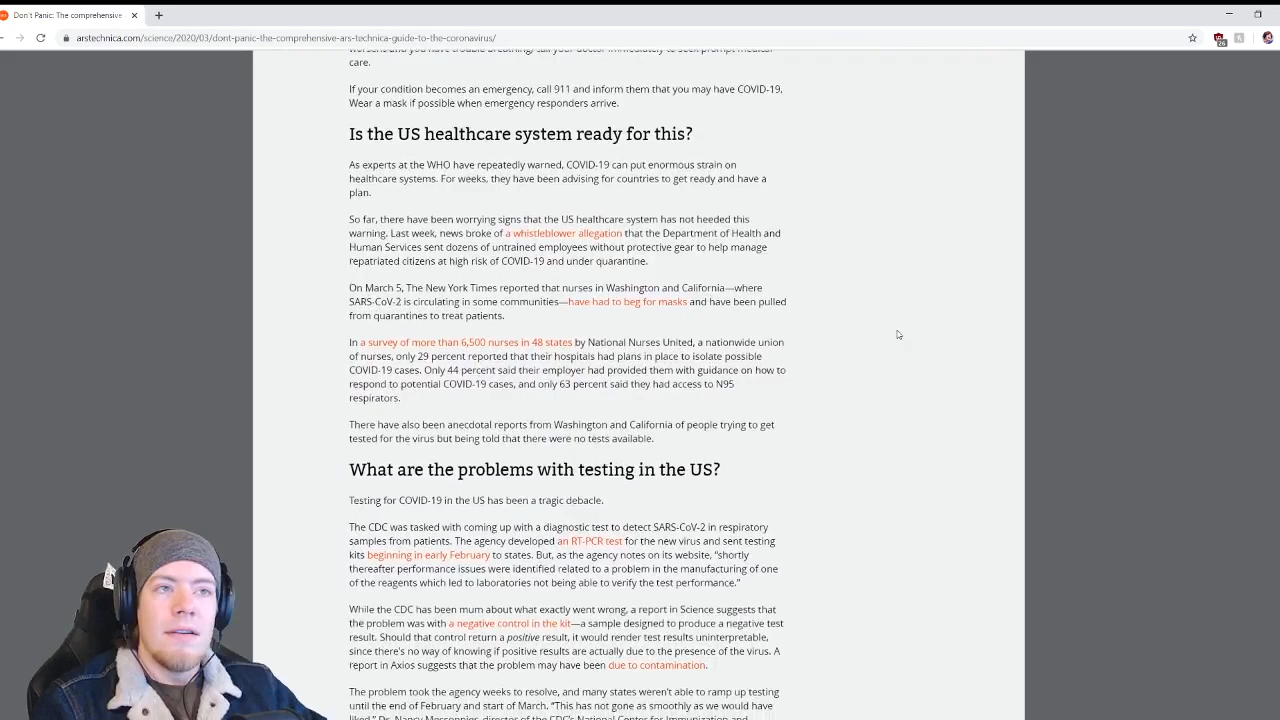 Don't Panic: The comprehensive
arstechnica.com/science/2020/03/dont-panic-the-comprehensive-ars-technica-guide-to-the-coronavirus/
26
care.
If your condition becomes an emergency, call 911 and inform them that you may have COVID-19.
Wear a mask if possible when emergency responders arrive.
Is the US healthcare system ready for this?
As experts at the WHO have repeatedly warned, COVID-19 can put enormous strain on
healthcare systems. For weeks, they have been advising for countries to get ready and have a
plan.
So far, there have been worrying signs that the US healthcare system has not heeded this
warning. Last week, news broke of a whistleblower allegation that the Department of Health and
Human Services sent dozens of untrained employees without protective gear to help manage
repatriated citizens at high risk of COVID-19 and under quarantine.
On March 5, The New York Times reported that nurses in Washington and California—where
SARS-CoV-2 is circulating in some communities—have had to beg for masks and have been pulled
from quarantines to treat patients.
In a survey of more than 6,500 nurses in 48 states by National Nurses United, a nationwide union
of nurses, only 29 percent reported that their hospitals had plans in place to isolate possible
COVID-19 cases. Only 44 percent said their employer had provided them with guidance on how to
respond to potential COVID-19 cases, and only 63 percent said they had access to N95
respirators.
There have also been anecdotal reports from Washington and California of people trying to get
tested for the virus but being told that there were no tests available.
What are the problems with testing in the US?
Testing for COVID-19 in the US has been a tragic debacle.
The CDC was tasked with coming up with a diagnostic test to detect SARS-CoV-2 in respiratory
samples from patients. The agency developed an RT-PCR test for the new virus and sent testing
kits beginning in early February to states. But, as the agency notes on its website, “shortly
thereafter performance issues were identified related to a problem in the manufacturing of one
of the reagents which led to laboratories not being able to verify the test performance.”
While the CDC has been mum about what exactly went wrong, a report in Science suggests that
the problem was with a negative control in the kit—a sample designed to produce a negative test
result. Should that control return a positive result, it would render test results uninterpretable,
since there's no way of knowing if positive results are actually due to the presence of the virus. A
report in Axios suggests that the problem may have been due to contamination.
The problem took the agency weeks to resolve, and many states weren't able to ramp up testing
until the end of February and start of March. “This has not gone as smoothly as we would have